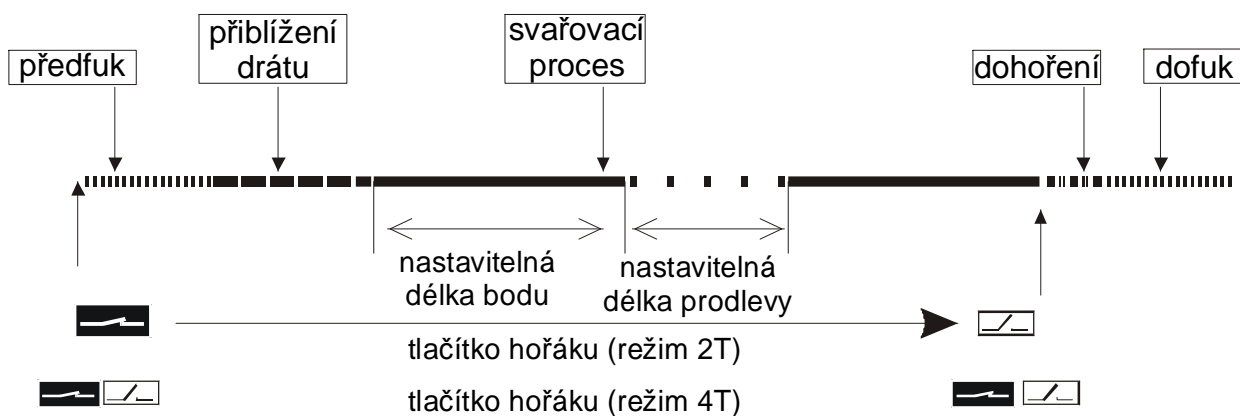 předfuk
přiblížení
drátu
svařovací
proces
dohoření
dofuk
nastavitelná
délka bodu
nastavitelná
délka prodlevy
tlačítko hořáku (režim 2T)
tlačítko hořáku (režim 4T)